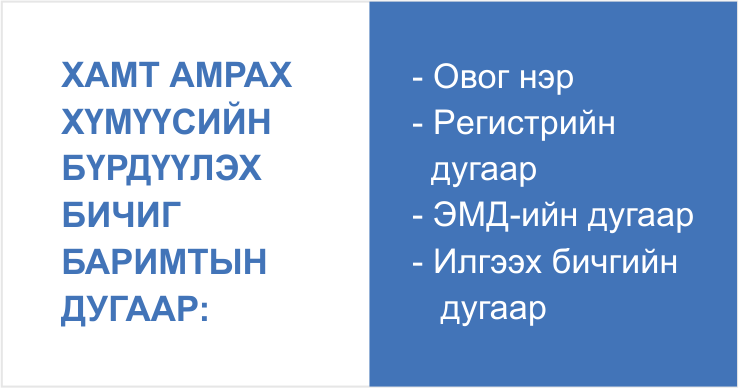 ХАМТ АМРАХ
ХҮМҮҮСИЙН
БҮРДҮҮЛЭХ
БИЧИГ
БАРИМТЫН
ДУГААР:
- Овог нэр
- Регистрийн
дугаар
- ЭМД-ийн дугаар
- Илгээх бичгийн
дугаар